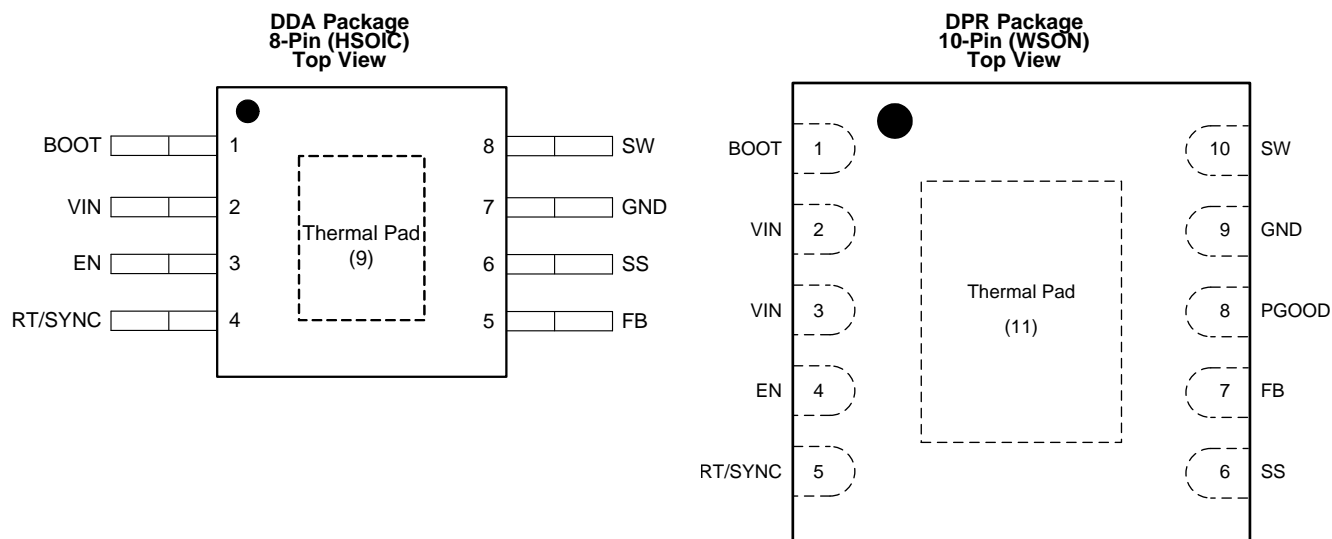 DDA Package
8-Pin (HSOIC)
Top View
BOOT 1
8 SW
VIN 2
7 GND
EN 3
6 SS
RT/SYNC 4
5 FB
Thermal Pad
(9)
DPR Package
10-Pin (WSON)
Top View
BOOT 1
10 SW
VIN 2
9 GND
VIN 3
8 PGOOD
EN 4
7 FB
RT/SYNC 5
6 SS
Thermal Pad
(11)